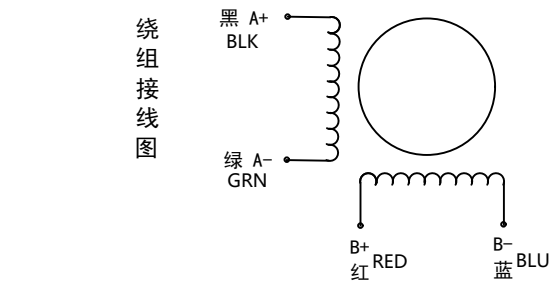 绕组接线图
黑 A+
BLK
绿 A-
GRN
B+
红 RED
B-
蓝 BLU